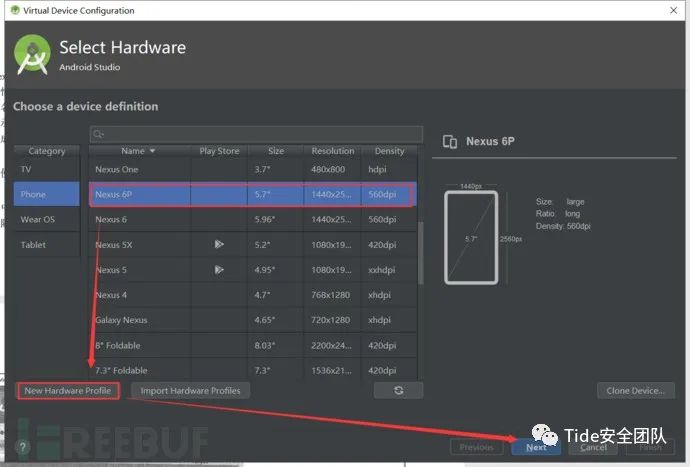 Virtual Device Configuration
Select Hardware
Android Studio
Choose a device definition
Category
TV
Phone
Wear OS
Tablet
Name Play Store Size Resolution Density
Nexus One 3.7" 480x800 hdpi
Nexus 6P 5.7" 1440x25... 560dpi
Nexus 6 5.96" 1440x25... 560dpi
Nexus 5X 5.2" 1080x19... 420dpi
Nexus 5 4.95" 1080x19... xxhdpi
Nexus 4 4.7" 768x1280 xhdpi
Galaxy Nexus 4.65" 720x1280 xhdpi
8" Foldable 8.03" 2200x24... 420dpi
7.3" Foldable 7.3" 1536x21... 420dpi
Nexus 6P
1440px
5.7"
2560px
Size: large
Ratio: long
Density: 560dpi
New Hardware Profile
Import Hardware Profiles
Clone Device...
?
Previous
Next
Cancel
Finish
FREEBUF
Tide安全团队